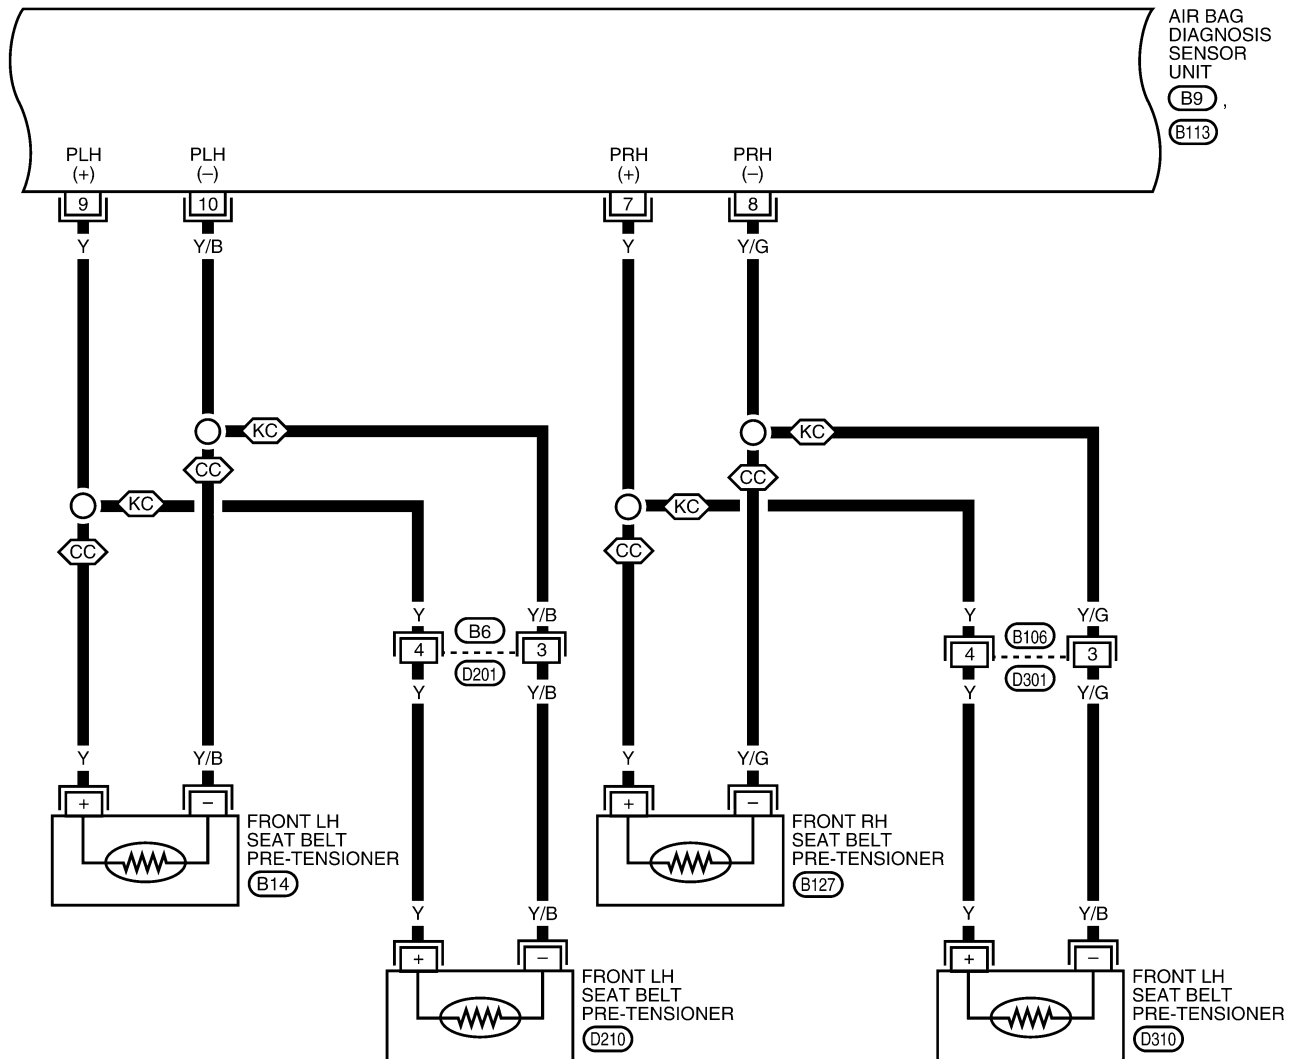 AIR BAG
DIAGNOSIS
SENSOR
UNIT
B9 ,
B113
PLH PLH PRH PRH
(+) (–) (+) (–)
9 10 7 8
Y Y/B Y Y/G
KC KC
CC CC
KC KC
CC CC
Y Y/B Y Y/G
B6 B106
4 3 4 3
D201 D301
Y Y/B Y Y/G
Y Y/B Y Y/G
+ – + –
FRONT LH
SEAT BELT
PRE-TENSIONER
B14
FRONT RH
SEAT BELT
PRE-TENSIONER
B127
Y Y/B Y Y/B
+ – + –
FRONT LH
SEAT BELT
PRE-TENSIONER
D210
FRONT LH
SEAT BELT
PRE-TENSIONER
D310